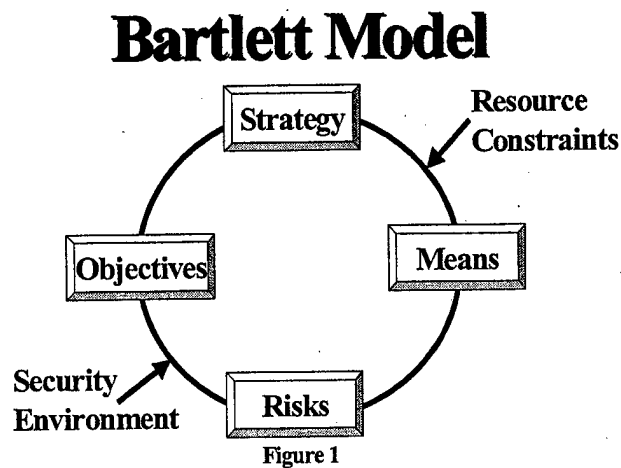 Bartlett Model
Strategy
Resource
Constraints
Objectives
Means
Security
Environment
Risks
Figure 1